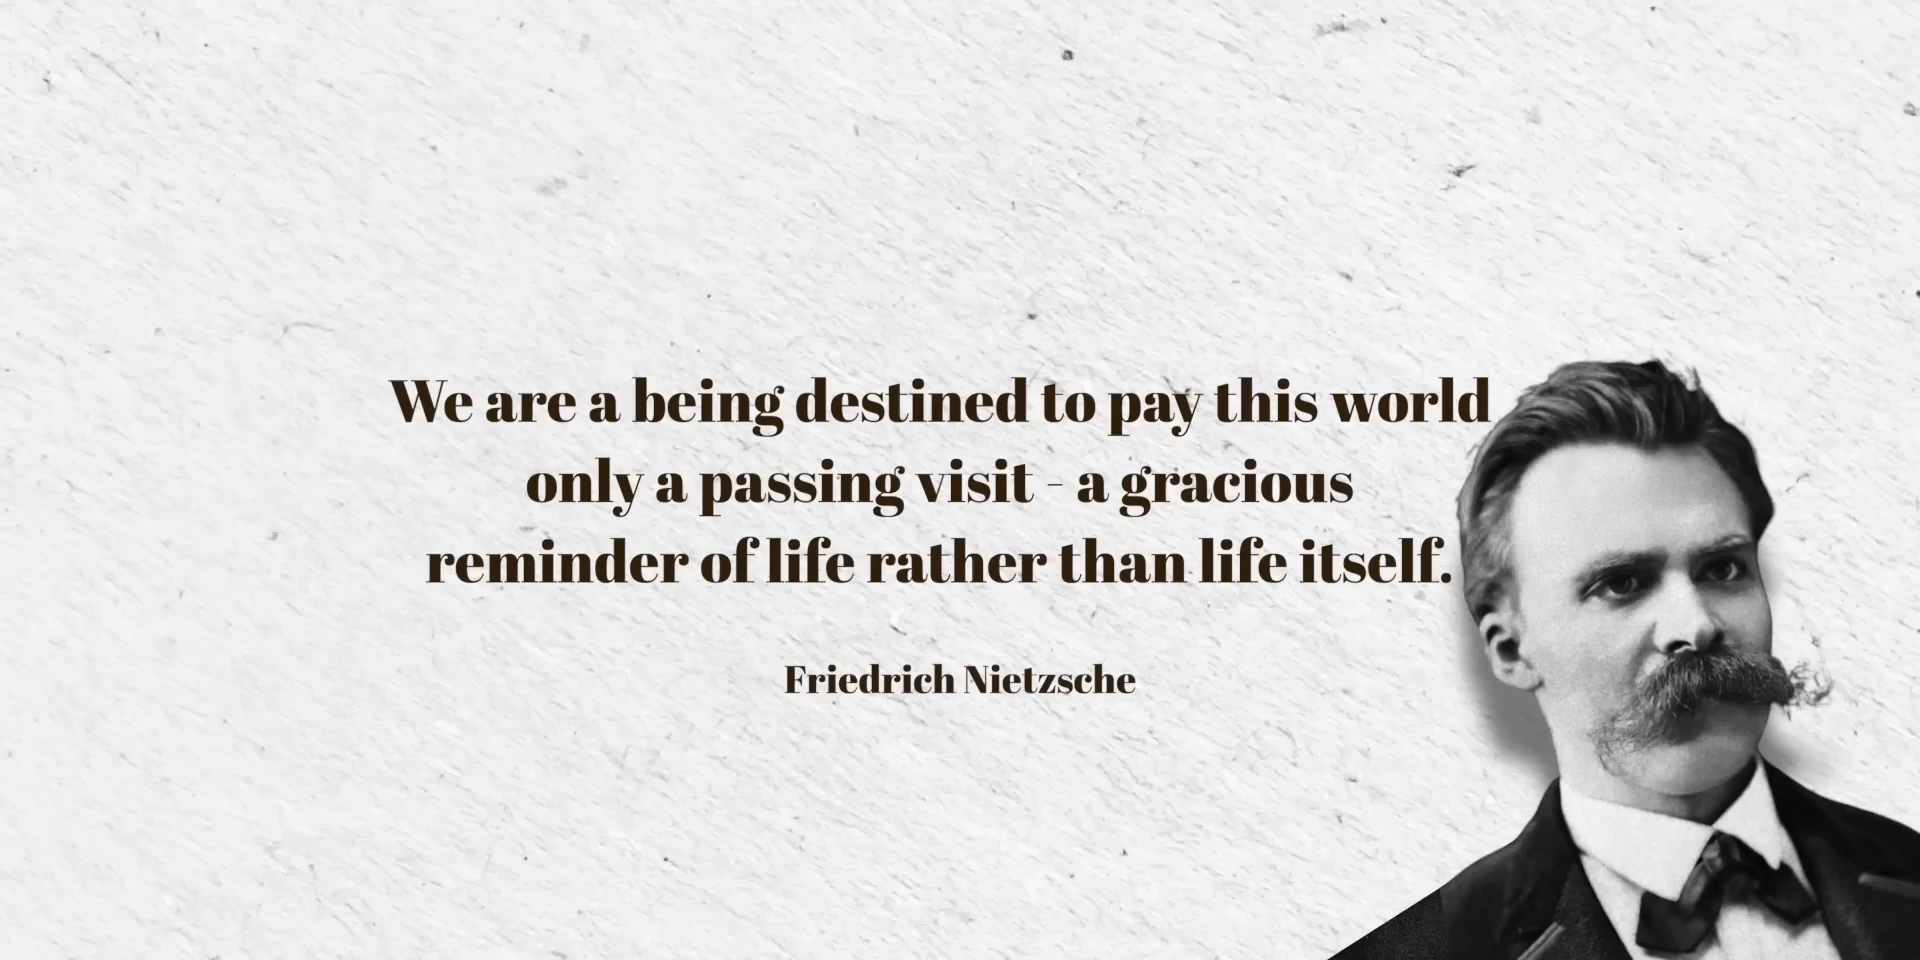 We are a being destined to pay this world
only a passing visit - a gracious
reminder of life rather than life itself.
Friedrich Nietzsche